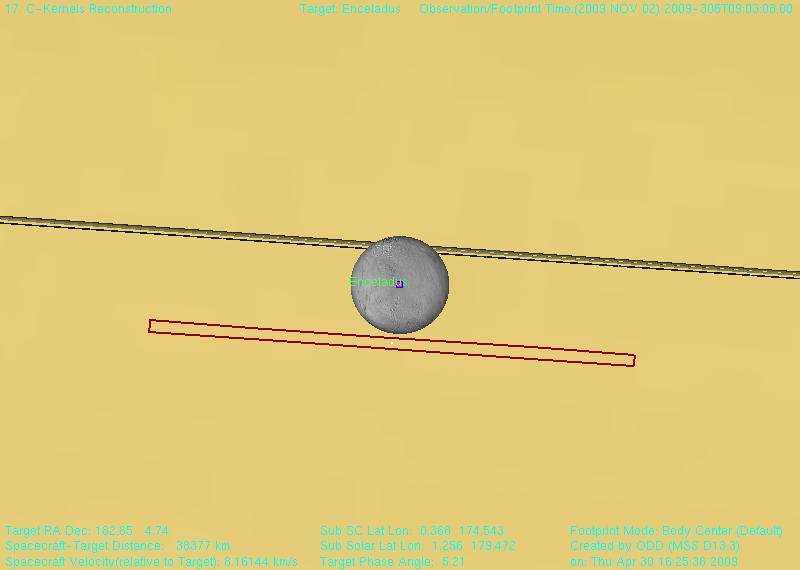 17. C-Kernels Reconstruction Target: Enceladus Observation/Footprint Time:(2009 NOV 02) 2009-306T09:03:06.00
Enceladus
Target RA Dec: 182.65 4.74 Sub SC Lat Lon: 0.368 174.543 Footprint Mode: Body Center (Default)
Spacecraft-Target Distance: 38377 km Sub Solar Lat Lon: 1.256 179.472 Created by ODD (MSS D13.3)
Spacecraft Velocity(relative to Target): 8.16144 km/s Target Phase Angle: 5.21 on: Thu Apr 30 16:25:36 2009